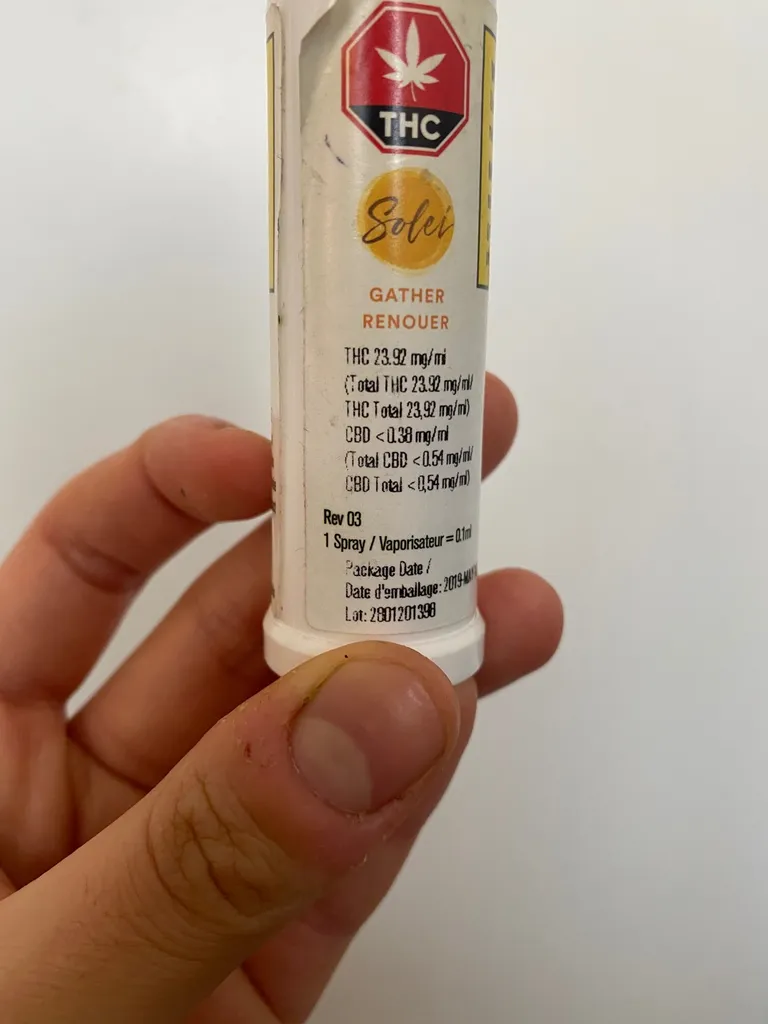 THC
Solei
GATHER
RENOUER
THC 23.92 mg/ml
(Total THC 23.92 mg/ml/
THC Total 23,92 mg/ml)
CBD <0.38 mg/ml
(Total CBD <0.54 mg/ml/
CBD Total <0,54 mg/ml)
Rev 03
1 Spray / Vaporisateur = 0.1ml
Package Date /
Date d'emballage: 2019-MAY
Lot: 2801201398